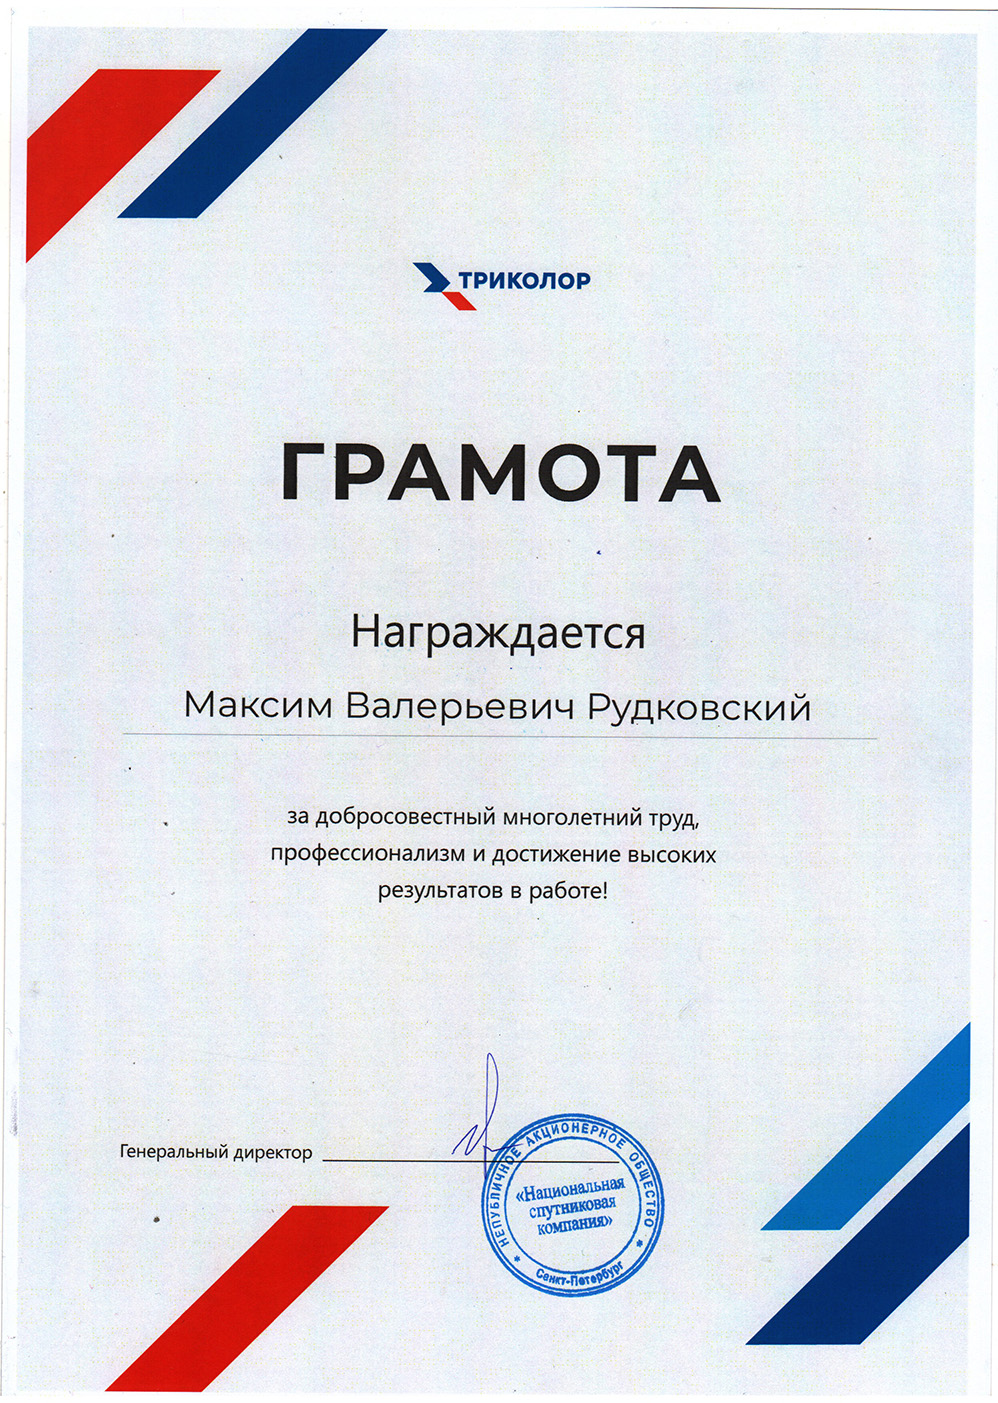 ТРИКОЛОР
ГРАМОТА
Награждается
Максим Валерьевич Рудковский
за добросовестный многолетний труд,
профессионализм и достижение высоких
результатов в работе!
Генеральный директор
НЕПУБЛИЧНОЕ АКЦИОНЕРНОЕ ОБЩЕСТВО
«Национальная
спутниковая
компания»
* Санкт-Петербург *